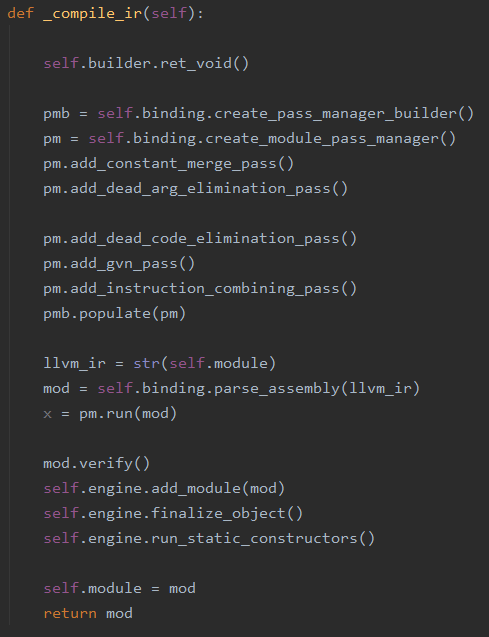 def _compile_ir(self):
self.builder.ret_void()
pmb = self.binding.create_pass_manager_builder()
pm = self.binding.create_module_pass_manager()
pm.add_constant_merge_pass()
pm.add_dead_arg_elimination_pass()
pm.add_dead_code_elimination_pass()
pm.add_gvn_pass()
pm.add_instruction_combining_pass()
pmb.populate(pm)
llvm_ir = str(self.module)
mod = self.binding.parse_assembly(llvm_ir)
x = pm.run(mod)
mod.verify()
self.engine.add_module(mod)
self.engine.finalize_object()
self.engine.run_static_constructors()
self.module = mod
return mod